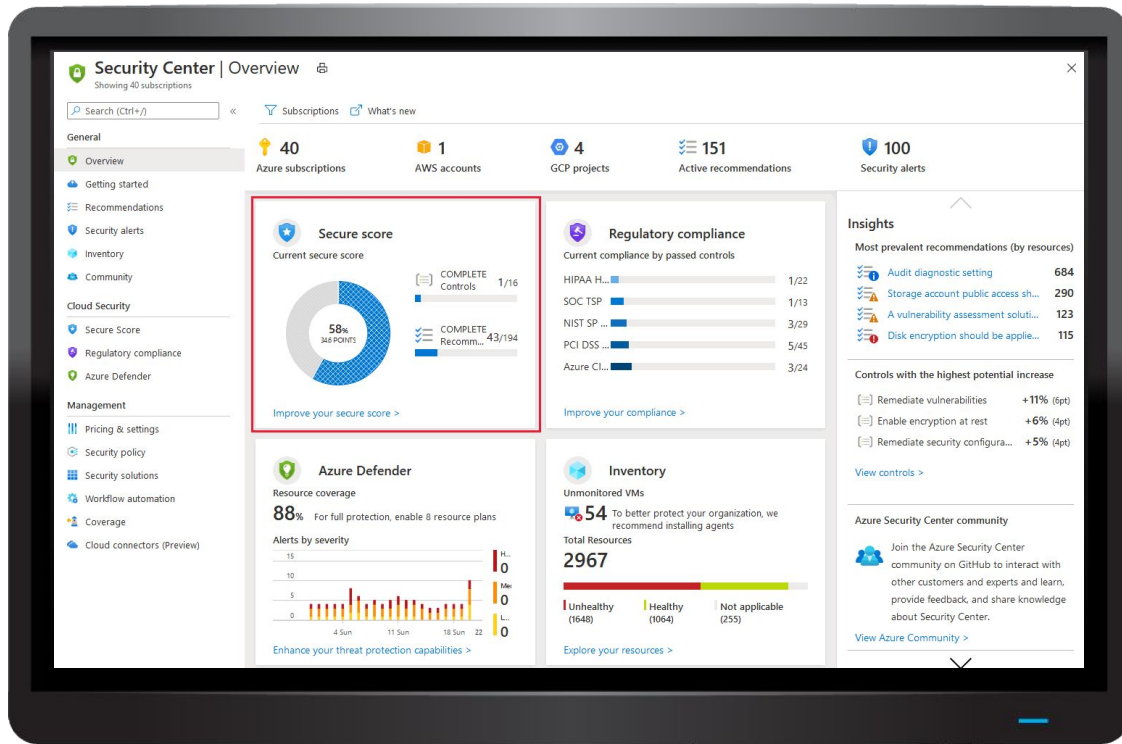 Security Center | Overview
Showing 40 subscriptions
Search (Ctrl+/)
«
Subscriptions
What's new
General
Overview
Getting started
Recommendations
Security alerts
Inventory
Community
Cloud Security
Secure Score
Regulatory compliance
Azure Defender
Management
Pricing & settings
Security policy
Security solutions
Workflow automation
Coverage
Cloud connectors (Preview)
40
Azure subscriptions
1
AWS accounts
4
GCP projects
151
Active recommendations
100
Security alerts
Secure score
Current secure score
58%
346 POINTS
COMPLETE
Controls 1/16
COMPLETE
Recomm... 43/194
Improve your secure score >
Regulatory compliance
Current compliance by passed controls
HIPAA H... 1/22
SOC TSP 1/13
NIST SP ... 3/29
PCI DSS ... 5/45
Azure CI... 3/24
Improve your compliance >
Azure Defender
Resource coverage
88% For full protection, enable 8 resource plans
Alerts by severity
15
10
5
0
4 Sun 11 Sun 18 Sun 22
H...
0
Me
0
L...
0
Enhance your threat protection capabilities >
Inventory
Unmonitored VMs
54 To better protect your organization, we
recommend installing agents
Total Resources
2967
Unhealthy
(1648)
Healthy
(1064)
Not applicable
(255)
Explore your resources >
Insights
Most prevalent recommendations (by resources)
Audit diagnostic setting 684
Storage account public access sh... 290
A vulnerability assessment soluti... 123
Disk encryption should be applie... 115
Controls with the highest potential increase
Remediate vulnerabilities +11% (6pt)
Enable encryption at rest +6% (4pt)
Remediate security configura... +5% (4pt)
View controls >
Azure Security Center community
Join the Azure Security Center
community on GitHub to interact with
other customers and experts and learn,
provide feedback, and share knowledge
about Security Center.
View Azure Community >